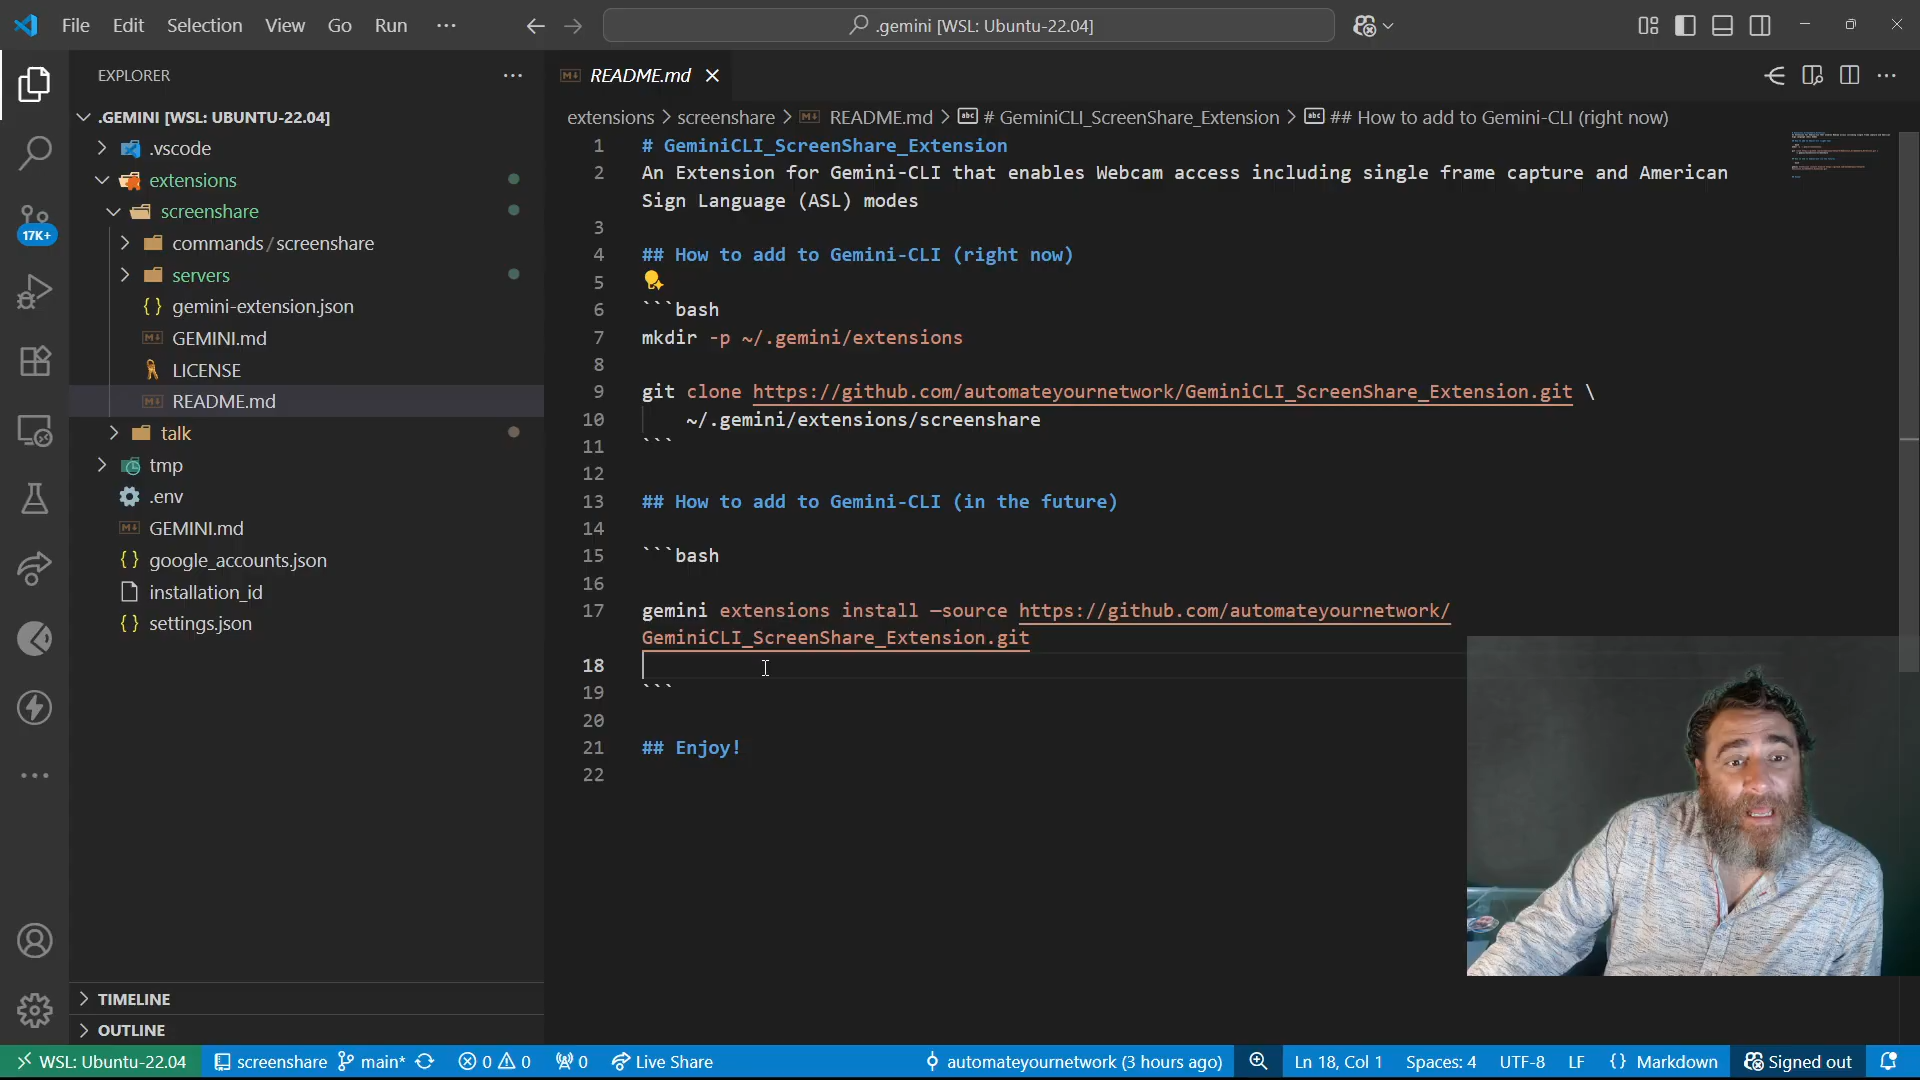 File Edit Selection View Go Run ···
.gemini [WSL: Ubuntu-22.04]
EXPLORER
.GEMINI [WSL: UBUNTU-22.04]
.vscode
extensions
screenshare
commands / screenshare
servers
gemini-extension.json
GEMINI.md
LICENSE
README.md
talk
tmp
.env
GEMINI.md
google_accounts.json
installation_id
settings.json
TIMELINE
OUTLINE
17K+
README.md
extensions > screenshare > README.md > # GeminiCLI_ScreenShare_Extension > ## How to add to Gemini-CLI (right now)
1 # GeminiCLI_ScreenShare_Extension
2 An Extension for Gemini-CLI that enables Webcam access including single frame capture and American
Sign Language (ASL) modes
3
4 ## How to add to Gemini-CLI (right now)
5
6 ```bash
7 mkdir -p ~/.gemini/extensions
8
9 git clone https://github.com/automateyournetwork/GeminiCLI_ScreenShare_Extension.git \
10 ~/.gemini/extensions/screenshare
11 ```
12
13 ## How to add to Gemini-CLI (in the future)
14
15 ```bash
16
17 gemini extensions install —source https://github.com/automateyournetwork/
GeminiCLI_ScreenShare_Extension.git
18
19 ```
20
21 ## Enjoy!
22
WSL: Ubuntu-22.04 screenshare main* 0 0 0 Live Share automateyournetwork (3 hours ago) Ln 18, Col 1 Spaces: 4 UTF-8 LF {} Markdown Signed out